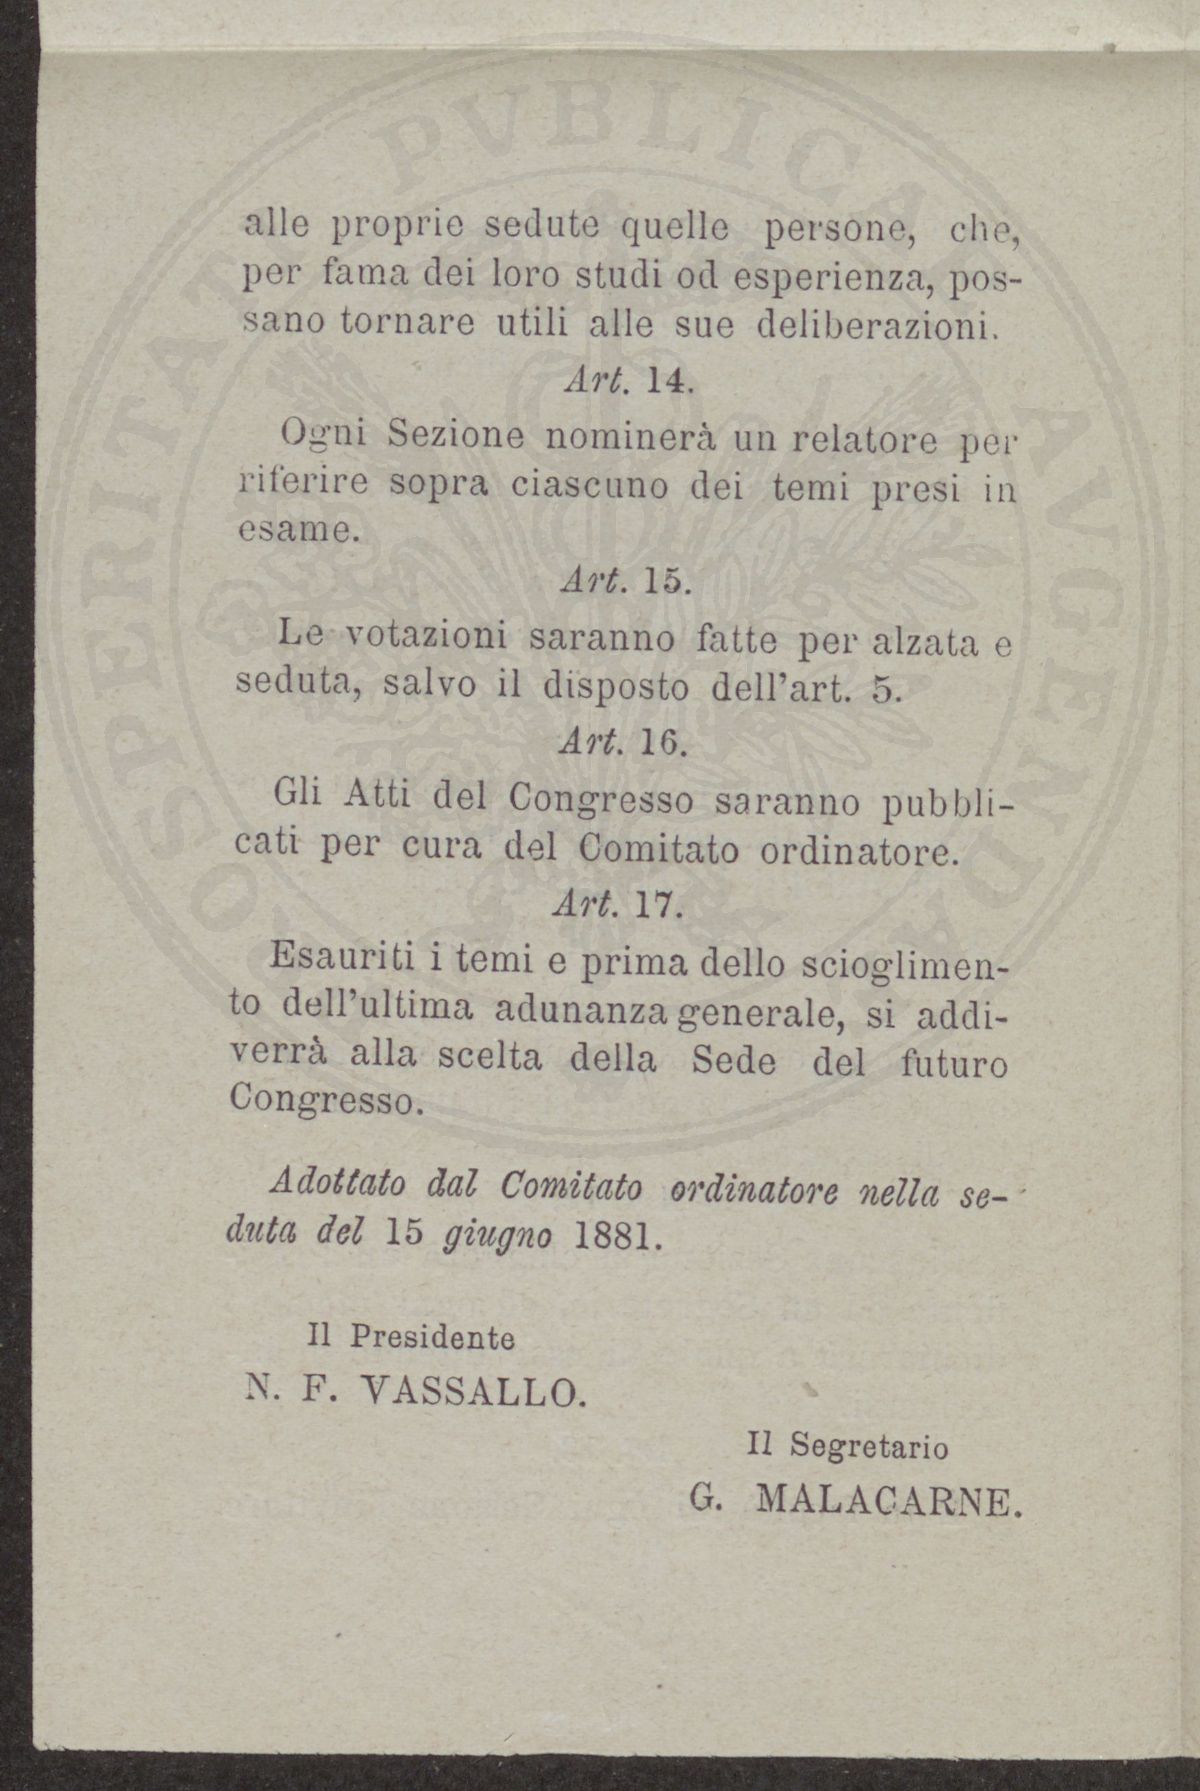 alle proprie sedute quelle persone, che,
per fama dei loro studi od esperienza, pos-
sano tornare utili alle sue deliberazioni.
Art. 14.
Ogni Sezione nominerà un relatore per
riferire sopra ciascuno dei temi presi in
esame.
Art. 15.
Le votazioni saranno fatte per alzata e
seduta, salvo il disposto dell'art. 5.
Art. 16.
Gli Atti del Congresso saranno pubbli-
cati per cura del Comitato ordinatore.
Art. 17.
Esauriti i temi e prima dello scioglimen-
to dell'ultima adunanza generale, si addi-
verrà alla scelta della Sede del futuro
Congresso.
Adottato dal Comitato ordinatore nella se-
duta del 15 giugno 1881.
Il Presidente
N. F. VASSALLO.
Il Segretario
G. MALACARNE.